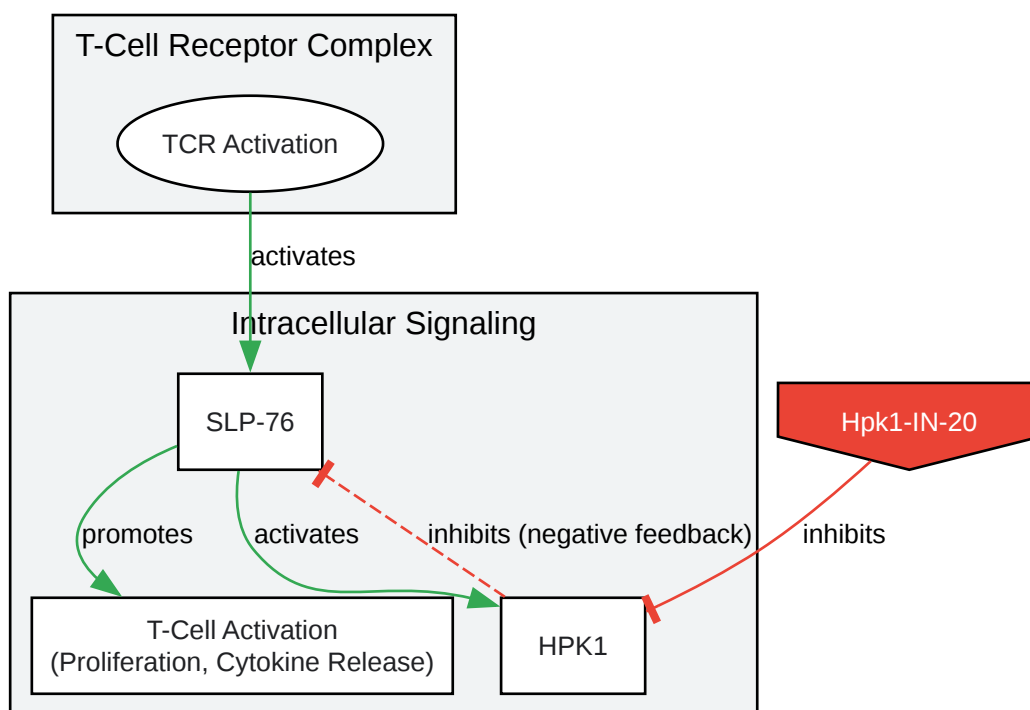 T-Cell Receptor Complex
TCR Activation
activates
Intracellular Signaling
SLP-76
Hpk1-IN-20
promotes
activates
inhibits (negative feedback)
inhibits
T-Cell Activation
(Proliferation, Cytokine Release)
HPK1